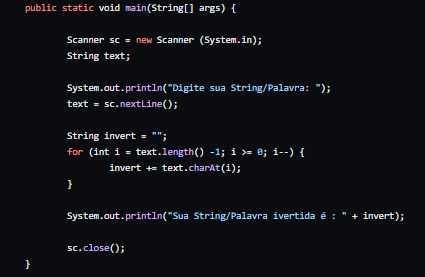 public static void main(String[] args) {
Scanner sc = new Scanner (System.in);
String text;
System.out.println("Digite sua String/Palavra: ");
text = sc.nextLine();
String invert = "";
for (int i = text.length() -1; i >= 0; i--) {
invert += text.charAt(i);
}
System.out.println("Sua String/Palavra ivertida é : " + invert);
sc.close();
}